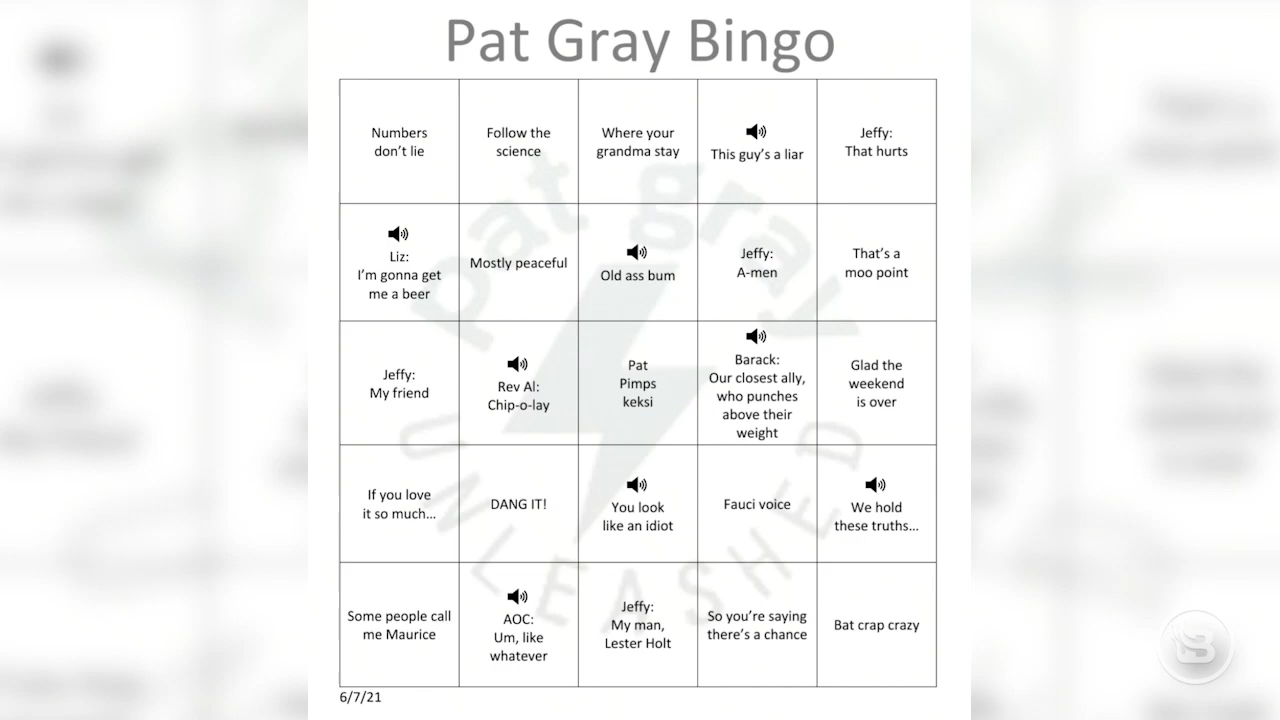 Pat Gray Bingo
Numbers
don't lie
Follow the
science
Where your
grandma stay
This guy's a liar
Jeffy:
That hurts
Liz:
I'm gonna get
me a beer
Mostly peaceful
Old ass bum
Jeffy:
A-men
That's a
moo point
Jeffy:
My friend
Rev Al:
Chip-o-lay
Pat
Pimps
keksi
Barack:
Our closest ally,
who punches
above their
weight
Glad the
weekend
is over
If you love
it so much…
DANG IT!
You look
like an idiot
Fauci voice
We hold
these truths…
Some people call
me Maurice
AOC:
Um, like
whatever
Jeffy:
My man,
Lester Holt
So you're saying
there's a chance
Bat crap crazy
6/7/21
pat gray
UNLEASHED
B